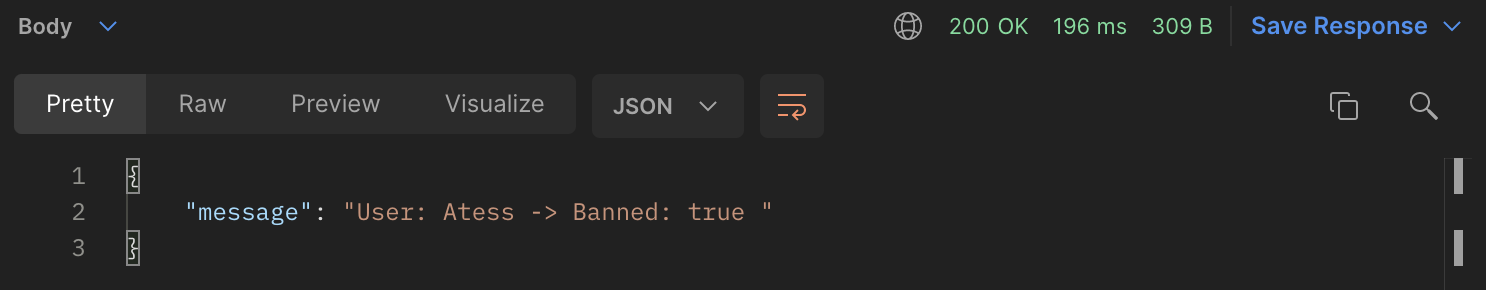 Body 200 OK 196 ms 309 B Save Response
Pretty Raw Preview Visualize JSON
1 {
2 "message": "User: Atess -> Banned: true "
3 }